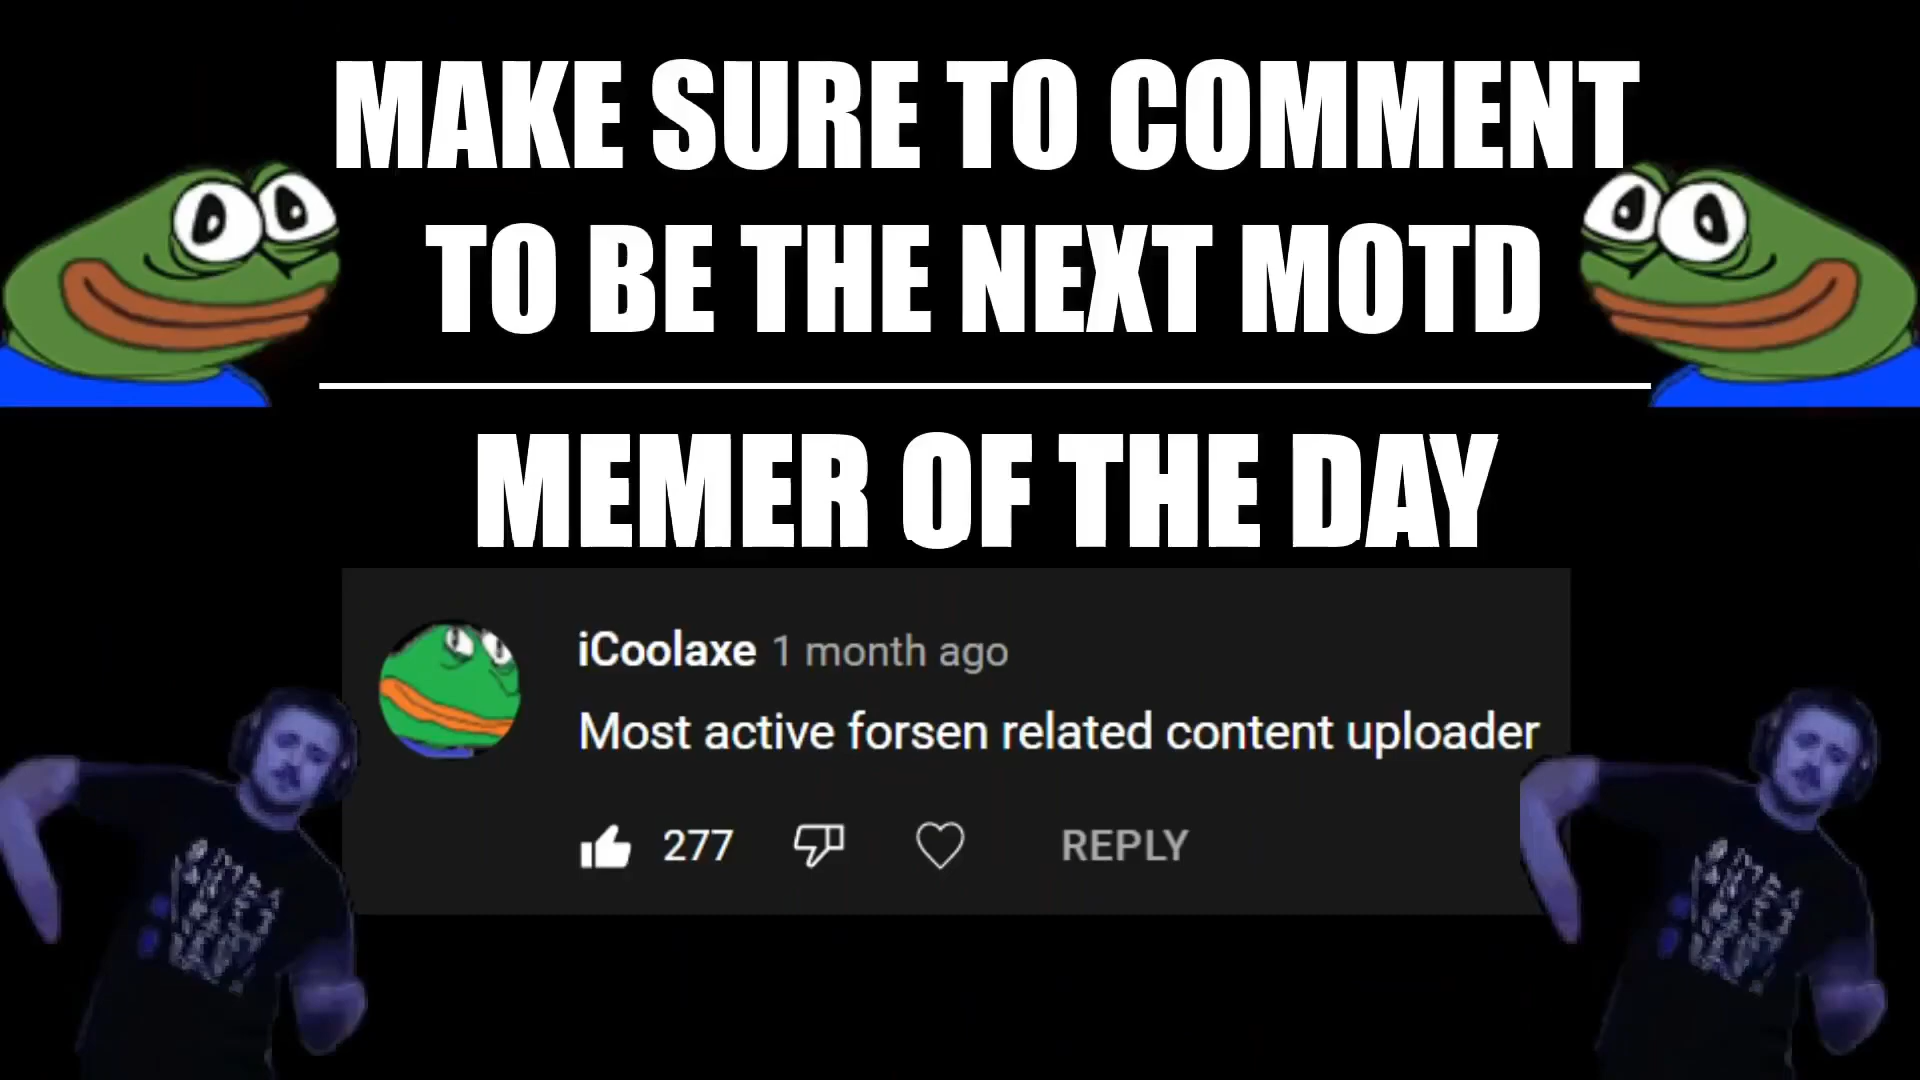 MAKE SURE TO COMMENT
TO BE THE NEXT MOTD
MEMER OF THE DAY
iCoolaxe 1 month ago
Most active forsen related content uploader
277 REPLY